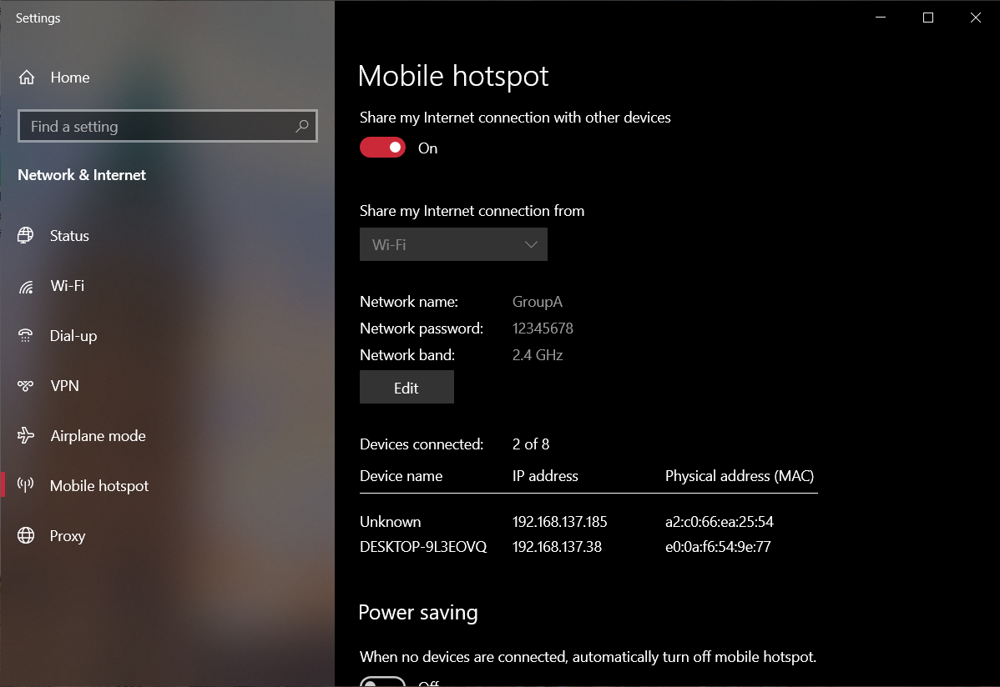 Settings
Home
Find a setting
Network & Internet
Status
Wi-Fi
Dial-up
VPN
Airplane mode
Mobile hotspot
Proxy
Mobile hotspot
Share my Internet connection with other devices
On
Share my Internet connection from
Wi-Fi
Network name: GroupA
Network password: 12345678
Network band: 2.4 GHz
Edit
Devices connected: 2 of 8
Device name IP address Physical address (MAC)
Unknown 192.168.137.185 a2:c0:66:ea:25:54
DESKTOP-9L3EOVQ 192.168.137.38 e0:0a:f6:54:9e:77
Power saving
When no devices are connected, automatically turn off mobile hotspot.
Off